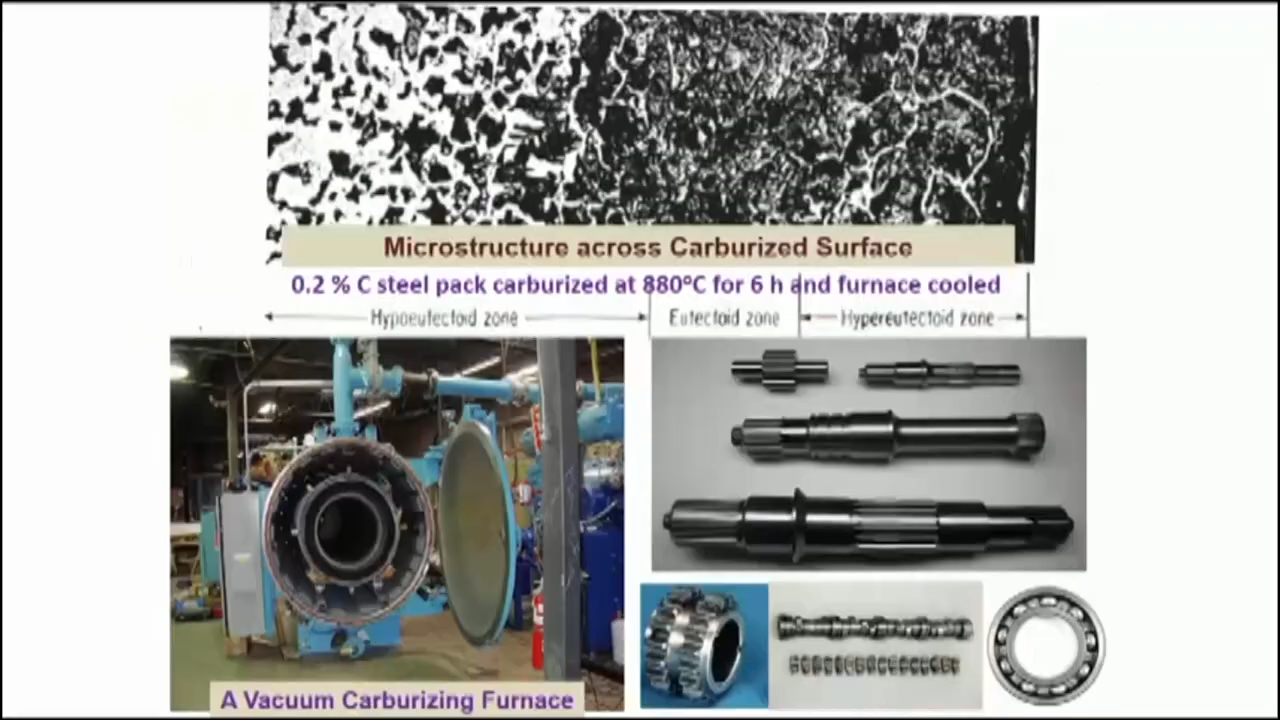 Microstructure across Carburized Surface
0.2 % C steel pack carburized at 880°C for 6 h and furnace cooled
Hypoeutectoid zone
Eutectoid zone
Hypereutectoid zone
A Vacuum Carburizing Furnace